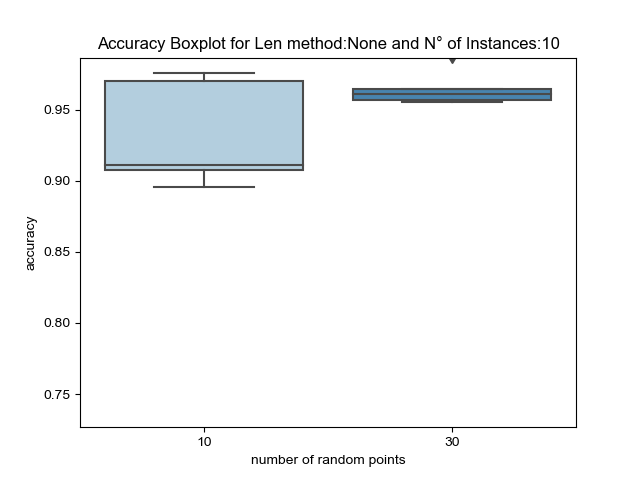 Accuracy Boxplot for Len method:None and N° of Instances:10
0.95
0.90
0.85
0.80
0.75
accuracy
10
30
number of random points